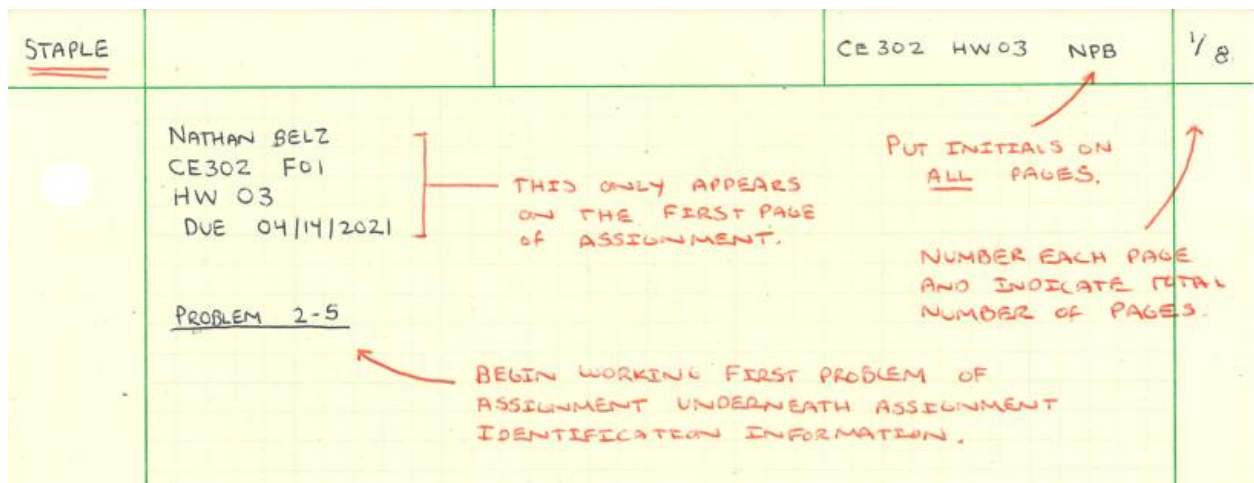 STAPLE
CE 302 HW 03 NPB
1/8
NATHAN BELZ
CE302 F01
HW 03
DUE 04/14/2021
THIS ONLY APPEARS
ON THE FIRST PAGE
OF ASSIGNMENT.
PUT INITIALS ON
ALL PAGES.
NUMBER EACH PAGE
AND INDICATE TOTAL
NUMBER OF PAGES.
PROBLEM 2-5
BEGIN WORKING FIRST PROBLEM OF
ASSIGNMENT UNDERNEATH ASSIGNMENT
IDENTIFICATION INFORMATION.